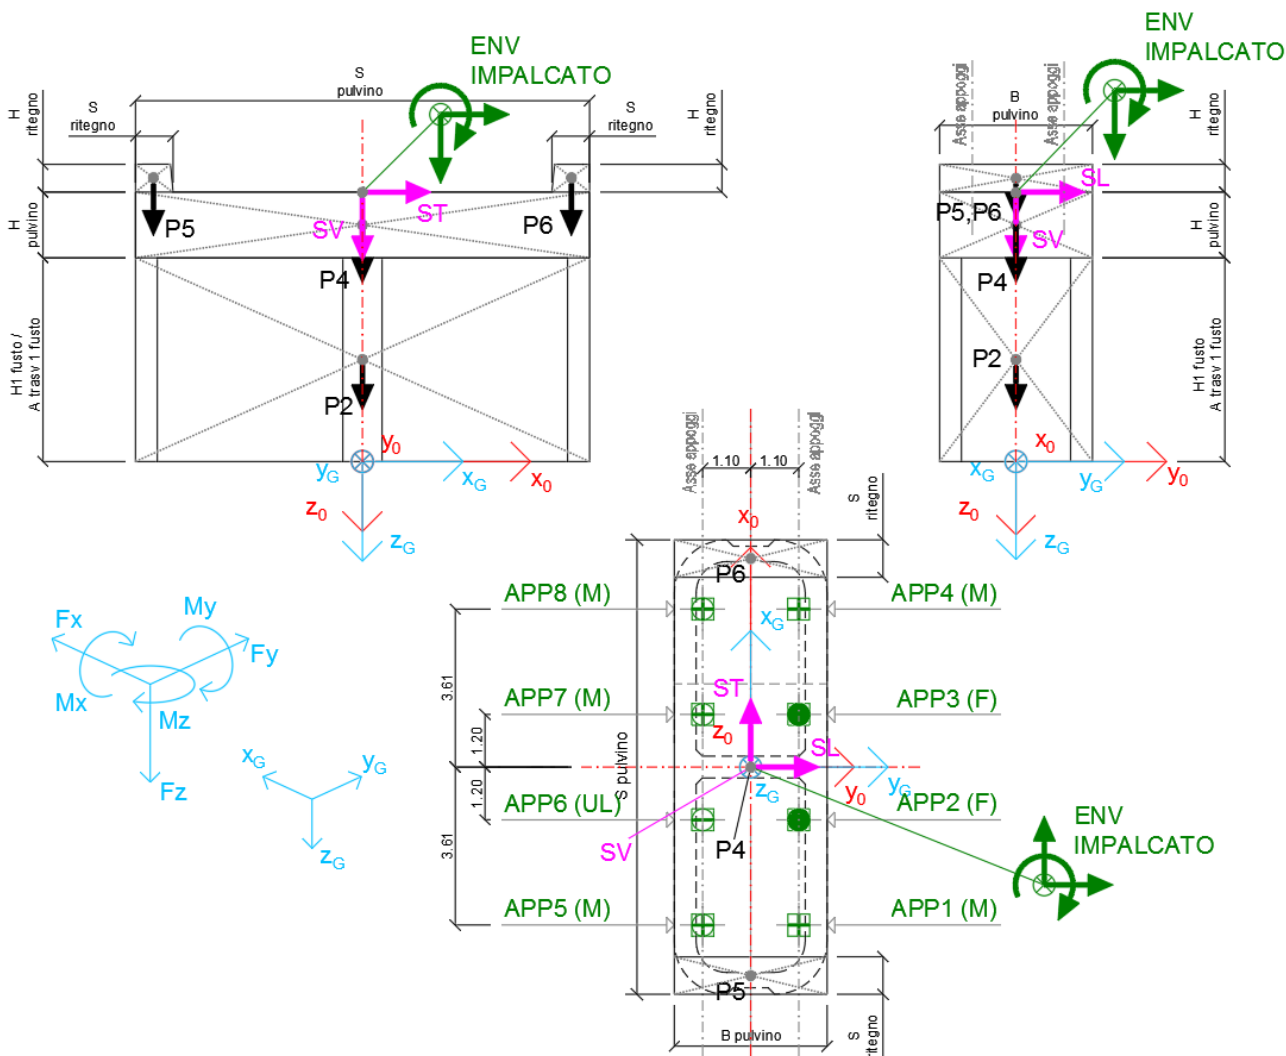 ENV
IMPALCATO
S
pulvino
S
ritegno
S
ritegno
H
ritegno
H
ritegno
H
pulvino
H1 fusto /
A trasv 1 fusto
P5
P6
ST
SV
P4
P2
y0
yG
xG
x0
z0
zG
ENV
IMPALCATO
B
pulvino
Asse appoggi
Asse appoggi
H
ritegno
H
pulvino
H1 fusto
A trasv 1 fusto
SL
P5,P6
SV
P4
P2
x0
xG
yG
y0
z0
zG
Asse appoggi
Asse appoggi
1.10
1.10
S
ritegno
x0
P6
APP8 (M)
APP4 (M)
xG
ST
APP7 (M)
APP3 (F)
z0
SL
3.61
1.20
1.20
3.61
S pulvino
zG
y0
yG
APP6 (UL)
APP2 (F)
SV
P4
ENV
IMPALCATO
APP5 (M)
APP1 (M)
P5
B pulvino
S
ritegno
Fx
My
Fy
Mx
Mz
Fz
xG
yG
zG